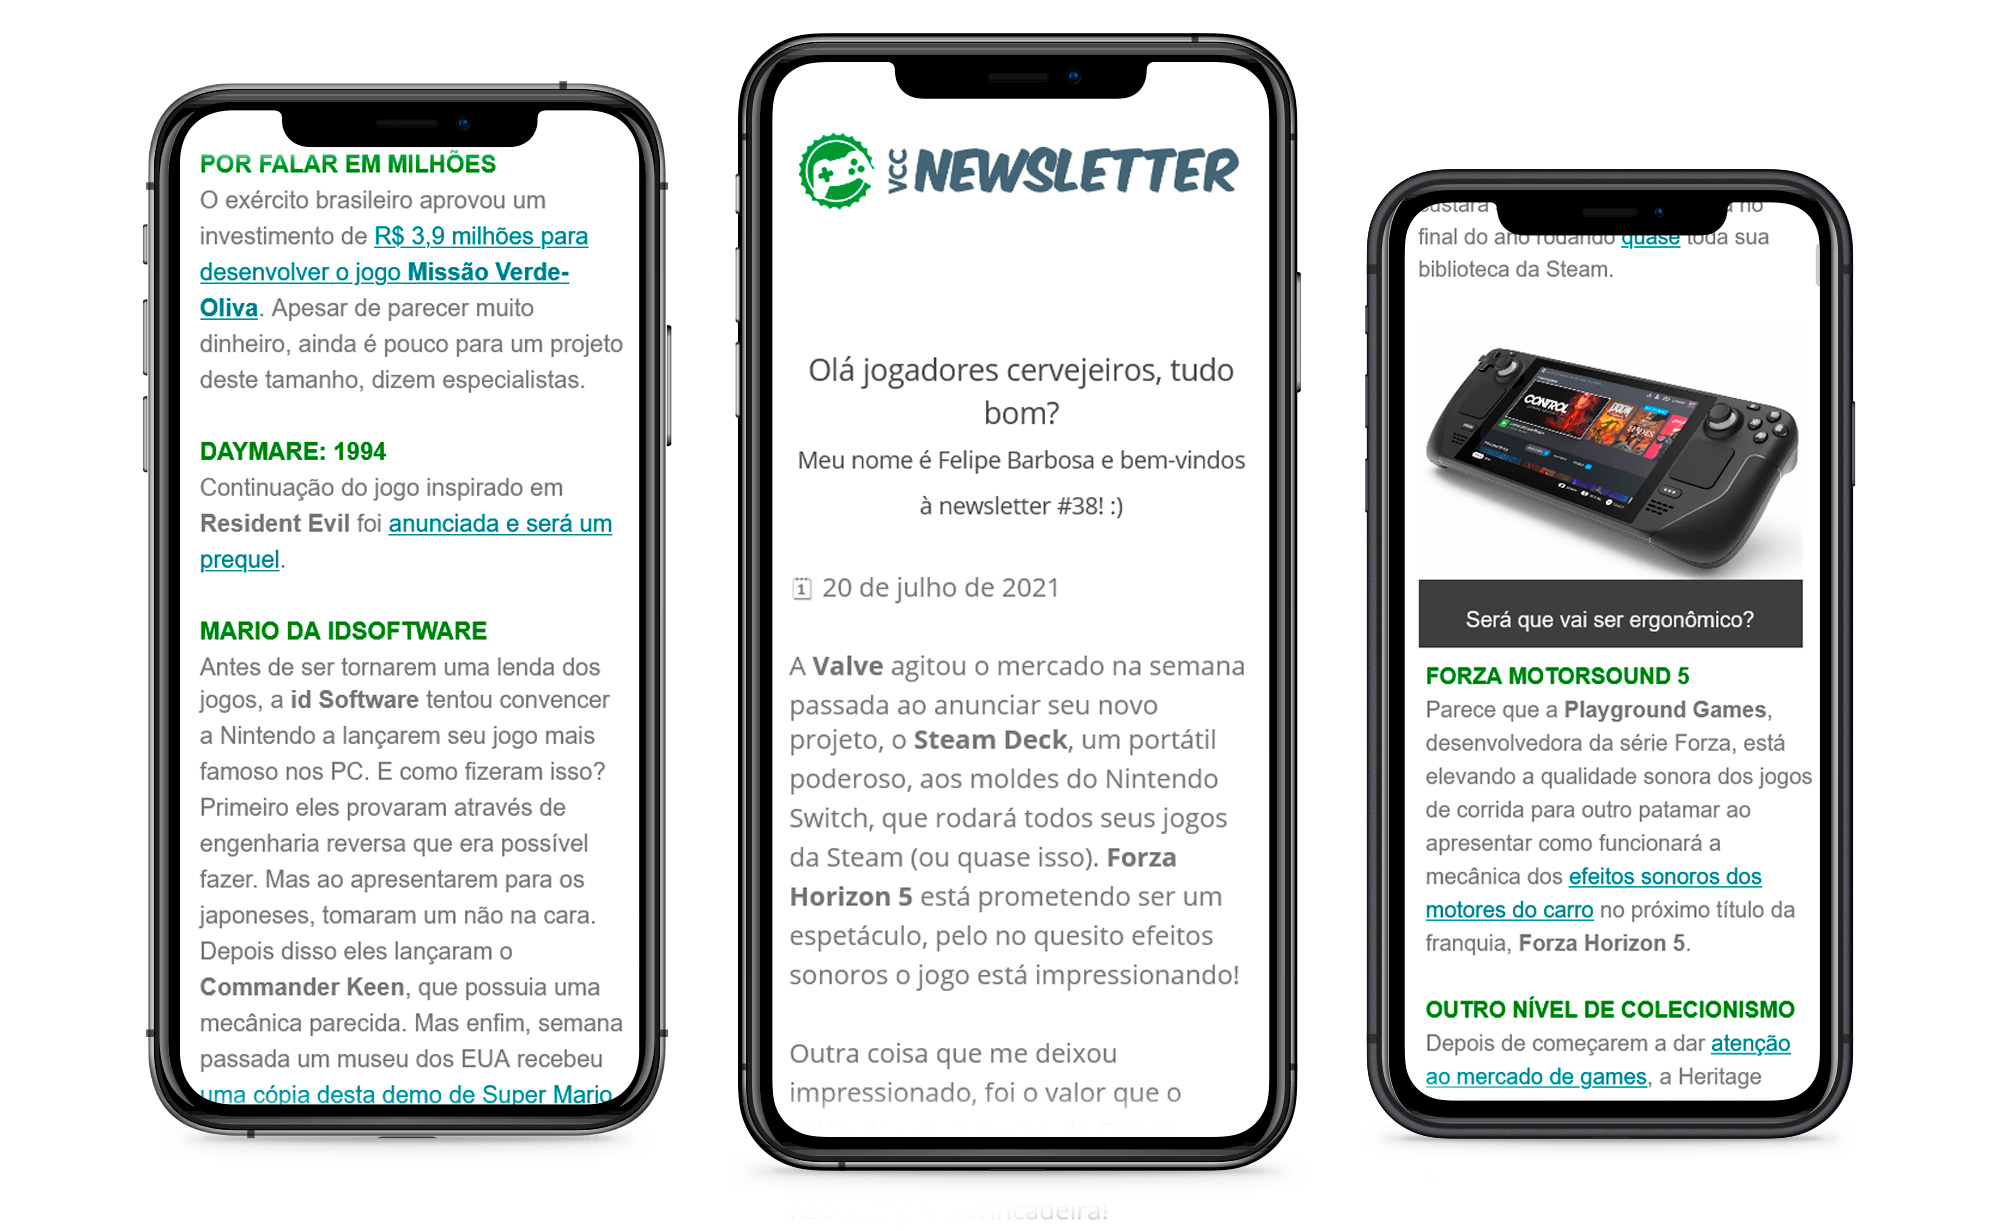 POR FALAR EM MILHÕES
O exército brasileiro aprovou um
investimento de R$ 3,9 milhões para
desenvolver o jogo Missão Verde-
Oliva. Apesar de parecer muito
dinheiro, ainda é pouco para um projeto
deste tamanho, dizem especialistas.
DAYMARE: 1994
Continuação do jogo inspirado em
Resident Evil foi anunciada e será um
prequel.
MARIO DA IDSOFTWARE
Antes de ser tornarem uma lenda dos
jogos, a id Software tentou convencer
a Nintendo a lançarem seu jogo mais
famoso nos PC. E como fizeram isso?
Primeiro eles provaram através de
engenharia reversa que era possível
fazer. Mas ao apresentarem para os
japoneses, tomaram um não na cara.
Depois disso eles lançaram o
Commander Keen, que possuia uma
mecânica parecida. Mas enfim, semana
passada um museu dos EUA recebeu
uma cópia desta demo de Super Mario
VCC NEWSLETTER
Olá jogadores cervejeiros, tudo
bom?
Meu nome é Felipe Barbosa e bem-vindos
à newsletter #38! :)
20 de julho de 2021
A Valve agitou o mercado na semana
passada ao anunciar seu novo
projeto, o Steam Deck, um portátil
poderoso, aos moldes do Nintendo
Switch, que rodará todos seus jogos
da Steam (ou quase isso). Forza
Horizon 5 está prometendo ser um
espetáculo, pelo no quesito efeitos
sonoros o jogo está impressionando!
Outra coisa que me deixou
impressionado, foi o valor que o
brincadeira!
custará no
final do ano rodando quase toda sua
biblioteca da Steam.
CONTROL
DOOM
HADES
Será que vai ser ergonômico?
FORZA MOTORSOUND 5
Parece que a Playground Games,
desenvolvedora da série Forza, está
elevando a qualidade sonora dos jogos
de corrida para outro patamar ao
apresentar como funcionará a
mecânica dos efeitos sonoros dos
motores do carro no próximo título da
franquia, Forza Horizon 5.
OUTRO NÍVEL DE COLECIONISMO
Depois de começarem a dar atenção
ao mercado de games, a Heritage